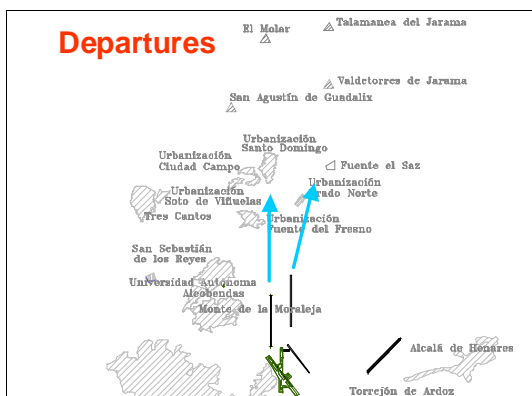 Departures
El Molar
Talamanca del Jarama
Valdetorres de Jarama
San Agustín de Guadalix
Urbanización
Santo Domingo
Urbanización
Ciudad Campo
Fuente el Saz
Urbanización
Prado Norte
Urbanización
Soto de Viñuelas
Tres Cantos
Urbanización
Fuente del Fresno
San Sebastián
de los Reyes
Universidad Autónoma
Alcobendas
Monte de la Moraleja
Alcalá de Henares
Torrejón de Ardoz